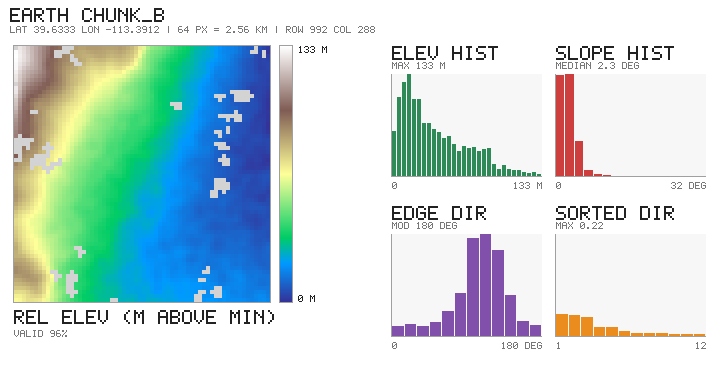 EARTH CHUNK_B
LAT 39.6333 LON -113.3912 | 64 PX = 2.56 KM | ROW 992 COL 288
133 M
0 M
REL ELEV (M ABOVE MIN)
VALID 96%
ELEV HIST
MAX 133 M
0 133 M
SLOPE HIST
MEDIAN 2.3 DEG
0 32 DEG
EDGE DIR
MOD 180 DEG
0 180 DEG
SORTED DIR
MAX 0.22
1 12